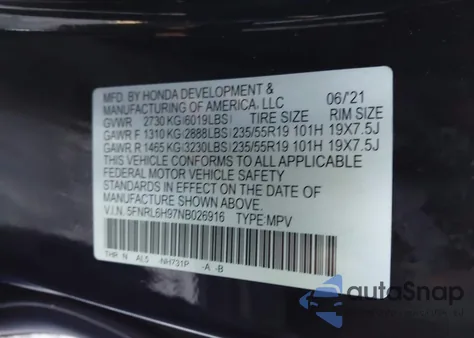 MFD. BY HONDA DEVELOPMENT &
MANUFACTURING OF AMERICA, LLC 06/'21
GVWR 2730 KG(6019LBS) TIRE SIZE RIM SIZE
GAWR F 1310 KG(2888LBS) 235/55R19 101H 19X7.5J
GAWR R 1465 KG(3230LBS) 235/55R19 101H 19X7.5J
THIS VEHICLE CONFORMS TO ALL APPLICABLE
FEDERAL MOTOR VEHICLE SAFETY
STANDARDS IN EFFECT ON THE DATE OF
MANUFACTURE SHOWN ABOVE.
V.I.N. 5FNRL6H97NB026916 TYPE:MPV
THR N AL5 -NH731P -A -B
autoSnap